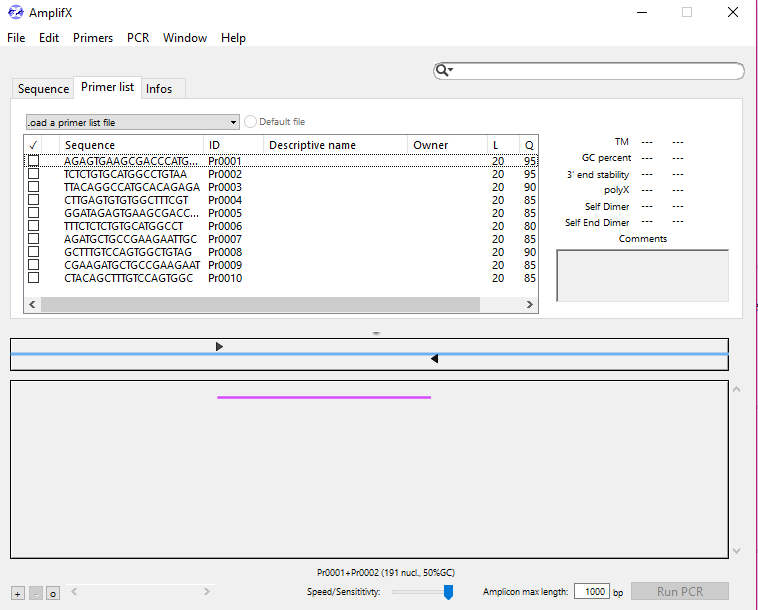 AmplifX
File Edit Primers PCR Window Help
Sequence Primer list Infos
.oad a primer list file Default file
✓ Sequence ID Descriptive name Owner L Q
AGAGTGAAGCGACCCATG... Pr0001 20 95
TCTCTGTGCATGGCCTGTAA Pr0002 20 95
TTACAGGCCATGCACAGAGA Pr0003 20 90
CTTGAGTGTGTGGCTTTCGT Pr0004 20 85
GGATAGAGTGAAGCGACC... Pr0005 20 85
TTTCTCTCTGTGCATGGCCT Pr0006 20 80
AGATGCTGCCGAAGAATTGC Pr0007 20 85
GCTTTGTCCAGTGGCTGTAG Pr0008 20 90
CGAAGATGCTGCCGAAGAAT Pr0009 20 85
CTACAGCTTTGTCCAGTGGC Pr0010 20 85
TM --- ---
GC percent --- ---
3' end stability --- ---
polyX --- ---
Self Dimer --- ---
Self End Dimer --- ---
Comments
Pr0001+Pr0002 (191 nucl., 50%GC)
+ - o Speed/Sensititvty: Amplicon max length: 1000 bp Run PCR